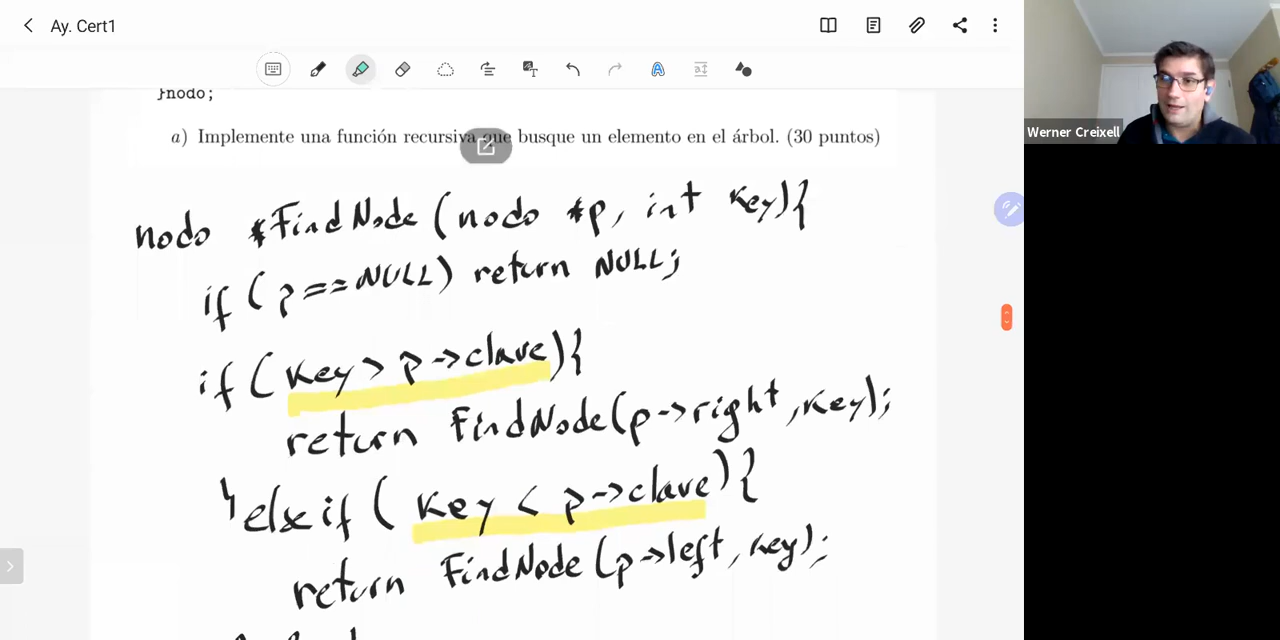 Ay. Cert1
}nodo;
a) Implemente una función recursiva que busque un elemento en el árbol. (30 puntos)
nodo *FindNode (nodo *p, int Key){
if (p==NULL) return NULL;
if (Key > p->clave){
return FindNode(p->right, Key);
}else if ( Key < p->clave){
return FindNode (p->left, Key);
Werner Creixell